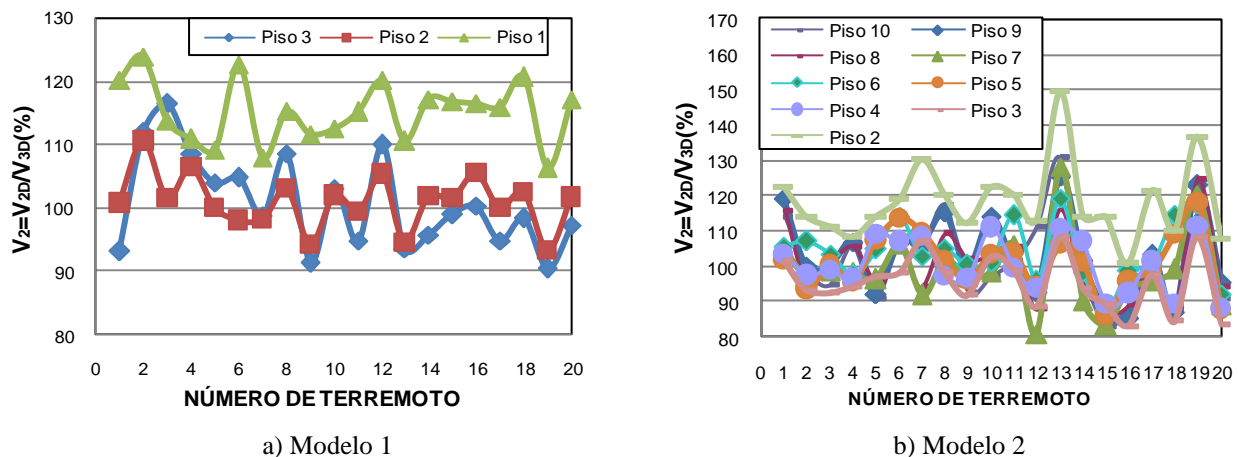 Piso 3 Piso 2 Piso 1
V2=V2D/V3D(%)
130
120
110
100
90
80
0 2 4 6 8 10 12 14 16 18 20
NÚMERO DE TERREMOTO
a) Modelo 1
Piso 10 Piso 9
Piso 8 Piso 7
Piso 6 Piso 5
Piso 4 Piso 3
Piso 2
V2=V2D/V3D(%)
170
160
150
140
130
120
110
100
90
80
0 1 2 3 4 5 6 7 8 9 10 11 12 13 14 15 16 17 18 19 20
NÚMERO DE TERREMOTO
b) Modelo 2